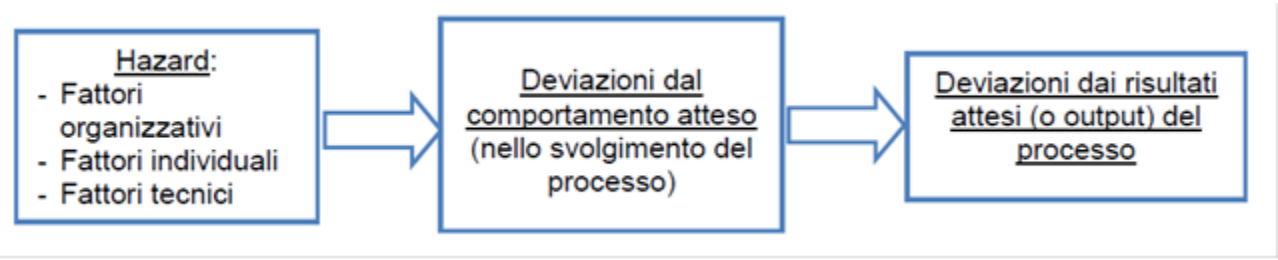 Hazard:
- Fattori
organizzativi
- Fattori individuali
- Fattori tecnici
Deviazioni dal
comportamento atteso
(nello svolgimento del
processo)
Deviazioni dai risultati
attesi (o output) del
processo